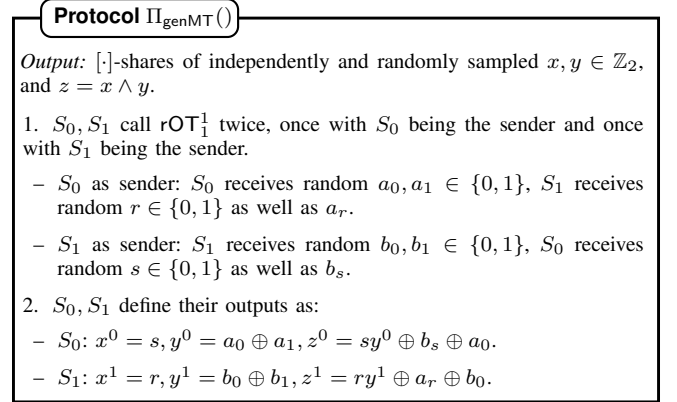 Protocol Π_genMT()
Output: [·]-shares of independently and randomly sampled x, y ∈ ℤ₂,
and z = x ∧ y.
1. S₀, S₁ call rOT¹₁ twice, once with S₀ being the sender and once
with S₁ being the sender.
– S₀ as sender: S₀ receives random a₀, a₁ ∈ {0, 1}, S₁ receives
random r ∈ {0, 1} as well as aᵣ.
– S₁ as sender: S₁ receives random b₀, b₁ ∈ {0, 1}, S₀ receives
random s ∈ {0, 1} as well as bₛ.
2. S₀, S₁ define their outputs as:
– S₀: x⁰ = s, y⁰ = a₀ ⊕ a₁, z⁰ = sy⁰ ⊕ bₛ ⊕ a₀.
– S₁: x¹ = r, y¹ = b₀ ⊕ b₁, z¹ = ry¹ ⊕ aᵣ ⊕ b₀.